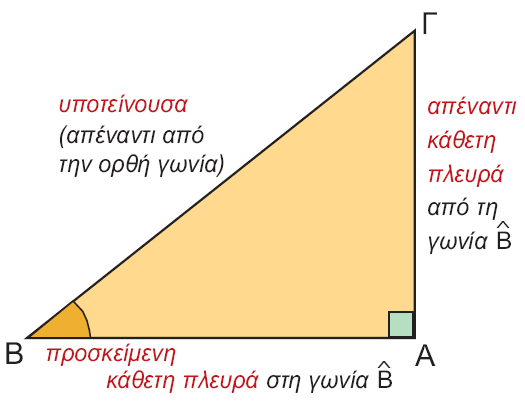 Γ
υποτείνουσα
(απέναντι από
την ορθή γωνία)
απέναντι
κάθετη
πλευρά
από τη
γωνία B̂
Β
Α
προσκείμενη
κάθετη πλευρά στη γωνία B̂